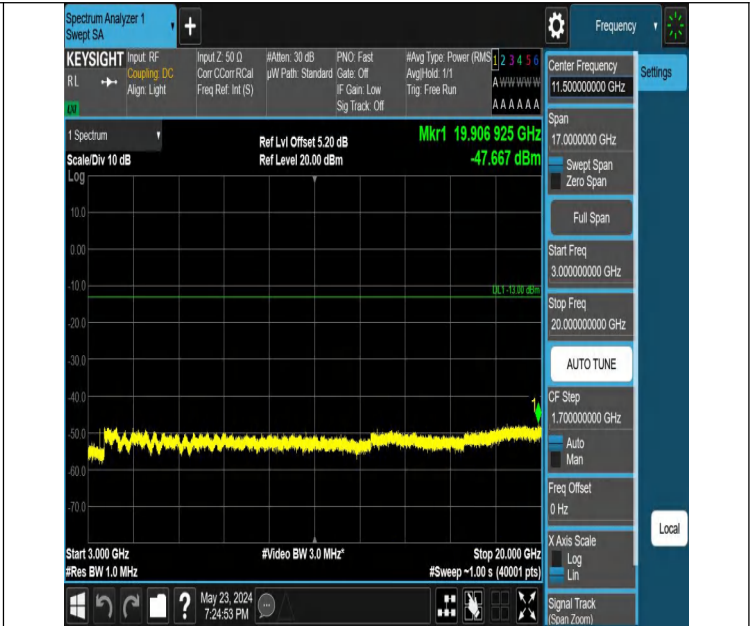 Spectrum Analyzer 1
Swept SA
Frequency
KEYSIGHT
RL
Input: RF
Coupling: DC
Align: Light
Input Z: 50 Ω
Corr CCorr RCal
Freq Ref: Int (S)
#Atten: 30 dB
µW Path: Standard
PNO: Fast
Gate: Off
IF Gain: Low
Sig Track: Off
#Avg Type: Power (RMS
Avg|Hold: 1/1
Trig: Free Run
1 2 3 4 5 6
A W W W W W
A A A A A A
LXI
1 Spectrum
Scale/Div 10 dB
Log
Ref Lvl Offset 5.20 dB
Ref Level 20.00 dBm
Mkr1 19.906 925 GHz
-47.667 dBm
10.0
0.00
-10.0
-20.0
-30.0
-40.0
-50.0
-60.0
-70.0
DL1 -13.00 dBm
1
Start 3.000 GHz
#Res BW 1.0 MHz
#Video BW 3.0 MHz*
Stop 20.000 GHz
#Sweep ~1.00 s (40001 pts)
Center Frequency
11.500000000 GHz
Span
17.0000000 GHz
Swept Span
Zero Span
Full Span
Start Freq
3.000000000 GHz
Stop Freq
20.000000000 GHz
AUTO TUNE
CF Step
1.700000000 GHz
Auto
Man
Freq Offset
0 Hz
X Axis Scale
Log
Lin
Signal Track
(Span Zoom)
Settings
Local
?
May 23, 2024
7:24:53 PM